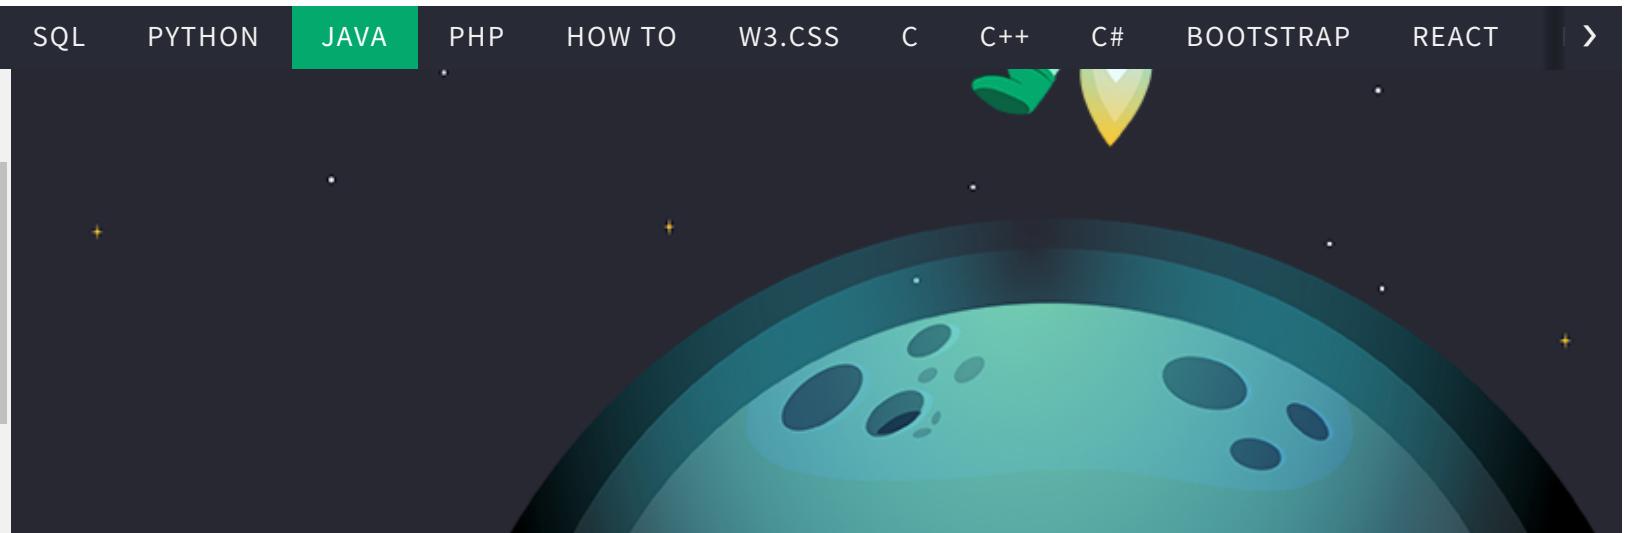 SQL PYTHON JAVA PHP HOW TO W3.CSS C C++ C# BOOTSTRAP REACT ❯